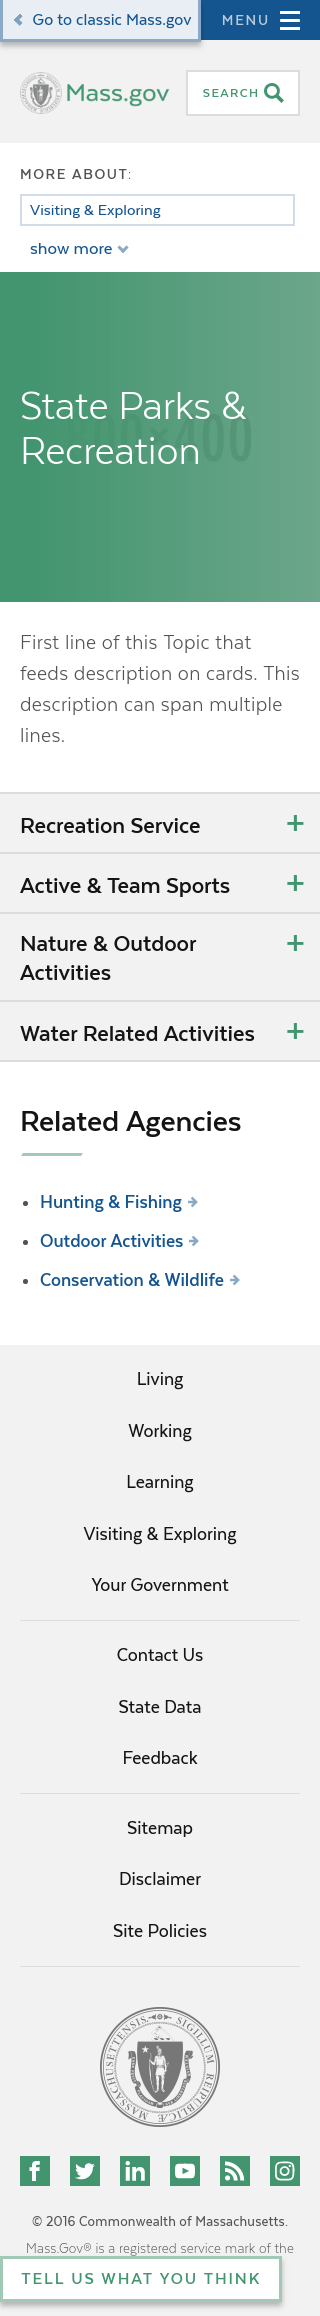 Go to classic Mass.gov
MENU
Mass.gov
SEARCH
MORE ABOUT:
Visiting & Exploring
show more
State Parks &
Recreation
First line of this Topic that
feeds description on cards. This
description can span multiple
lines.
Recreation Service
Active & Team Sports
Nature & Outdoor
Activities
Water Related Activities
Related Agencies
Hunting & Fishing
Outdoor Activities
Conservation & Wildlife
Living
Working
Learning
Visiting & Exploring
Your Government
Contact Us
State Data
Feedback
Sitemap
Disclaimer
Site Policies
SIGILLUM REIPUBLICÆ MASSACHUSETTENSIS
© 2016 Commonwealth of Massachusetts.
Mass.Gov® is a registered service mark of the
TELL US WHAT YOU THINK